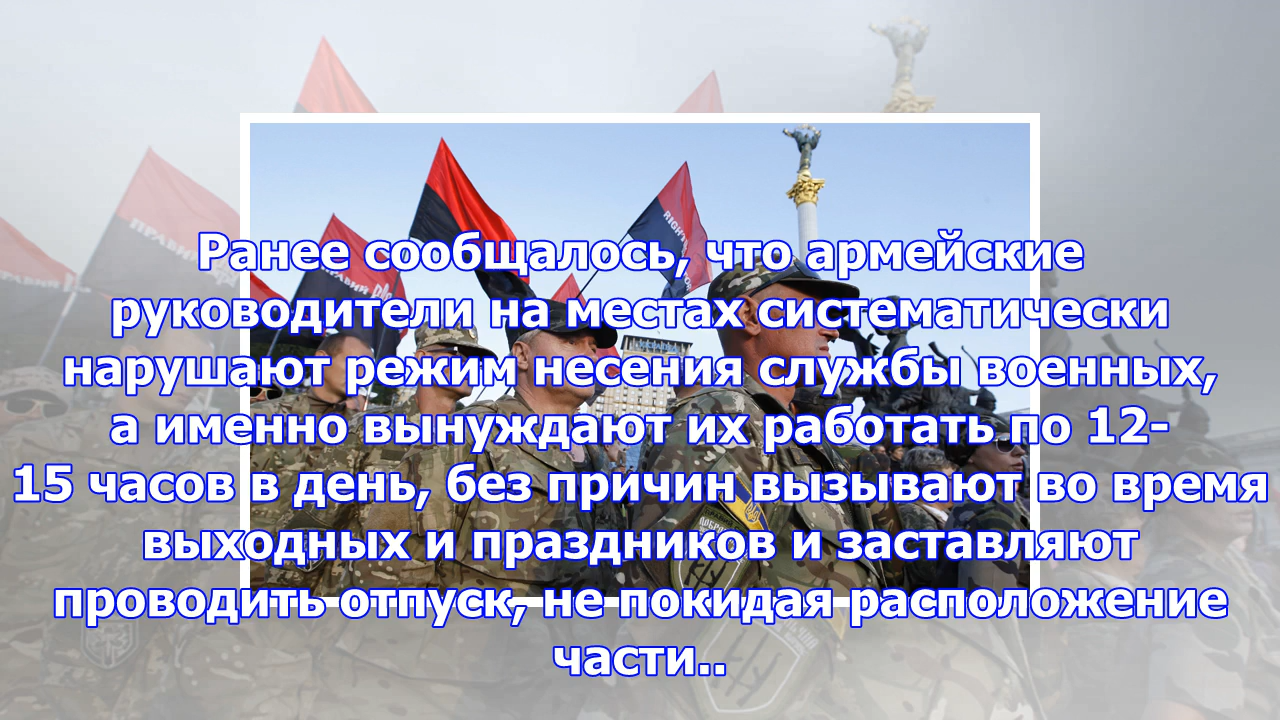 Ранее сообщалось, что армейские
руководители на местах систематически
нарушают режим несения службы военных,
а именно вынуждают их работать по 12-
15 часов в день, без причин вызывают во время
выходных и праздников и заставляют
проводить отпуск, не покидая расположение
части..